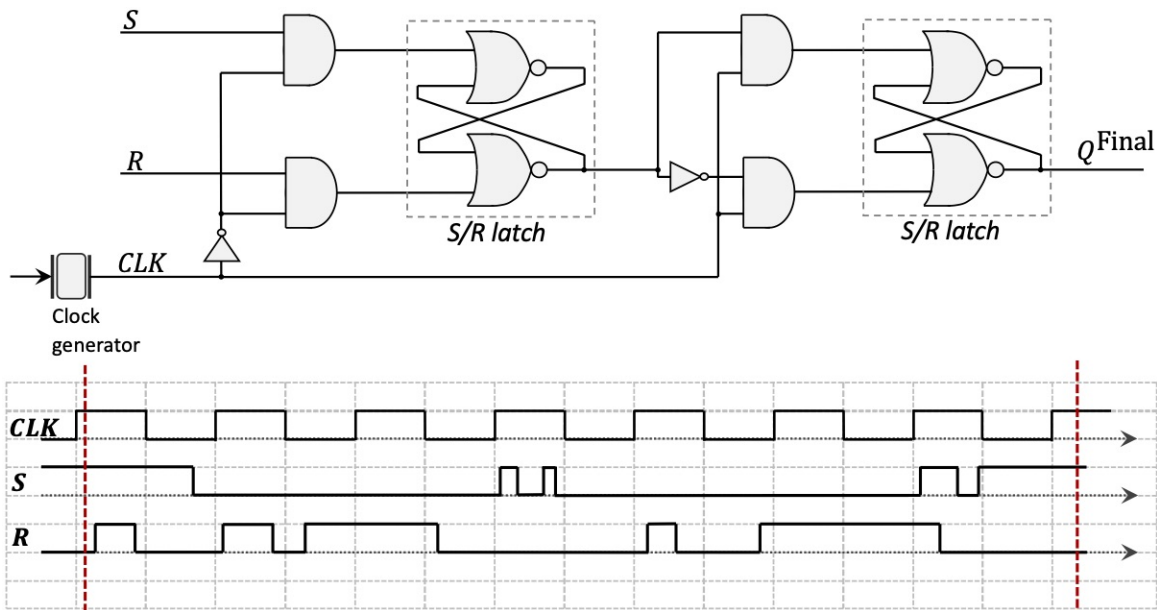 S
R
S/R latch
S/R latch
Q^Final
CLK
Clock
generator
CLK
S
R